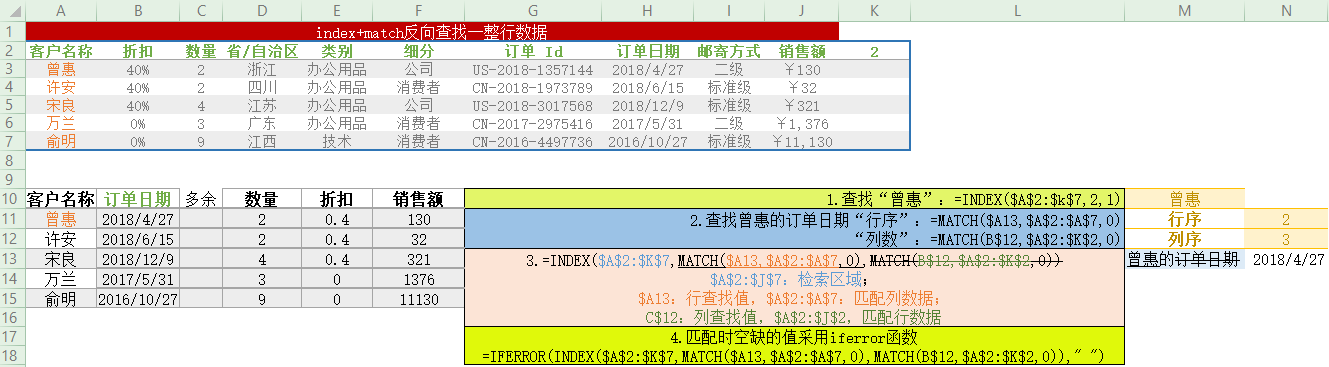 A B C D E F G H I J K L M N
1 index+match反向查找一整行数据
2 客户名称 折扣 数量 省/自治区 类别 细分 订单 Id 订单日期 邮寄方式 销售额 2
3 曾惠 40% 2 浙江 办公用品 公司 US-2018-1357144 2018/4/27 二级 ￥130
4 许安 40% 2 四川 办公用品 消费者 CN-2018-1973789 2018/6/15 标准级 ￥32
5 宋良 40% 4 江苏 办公用品 公司 US-2018-3017568 2018/12/9 标准级 ￥321
6 万兰 0% 3 广东 办公用品 消费者 CN-2017-2975416 2017/5/31 二级 ￥1,376
7 俞明 0% 9 江西 技术 消费者 CN-2016-4497736 2016/10/27 标准级 ￥11,130
8
9
10 客户名称 订单日期 多余 数量 折扣 销售额 1.查找“曾惠”：=INDEX($A$2:$k$7,2,1) 曾惠
11 曾惠 2018/4/27 2 0.4 130 2.查找曾惠的订单日期“行序”：=MATCH($A13,$A$2:$A$7,0) 行序 2
12 许安 2018/6/15 2 0.4 32 “列数”：=MATCH(B$12,$A$2:$K$2,0) 列序 3
13 宋良 2018/12/9 4 0.4 321 3.=INDEX($A$2:$K$7,MATCH($A13,$A$2:$A$7,0),MATCH(B$12,$A$2:$K$2,0)) 曾惠的订单日期 2018/4/27
14 万兰 2017/5/31 3 0 1376 $A$2:$J$7：检索区域；
15 俞明 2016/10/27 9 0 11130 $A13：行查找值，$A$2:$A$7：匹配列数据；
16 C$12：列查找值，$A$2:$J$2，匹配行数据
17 4.匹配时空缺的值采用iferror函数
18 =IFERROR(INDEX($A$2:$K$7,MATCH($A13,$A$2:$A$7,0),MATCH(B$12,$A$2:$K$2,0))," ")